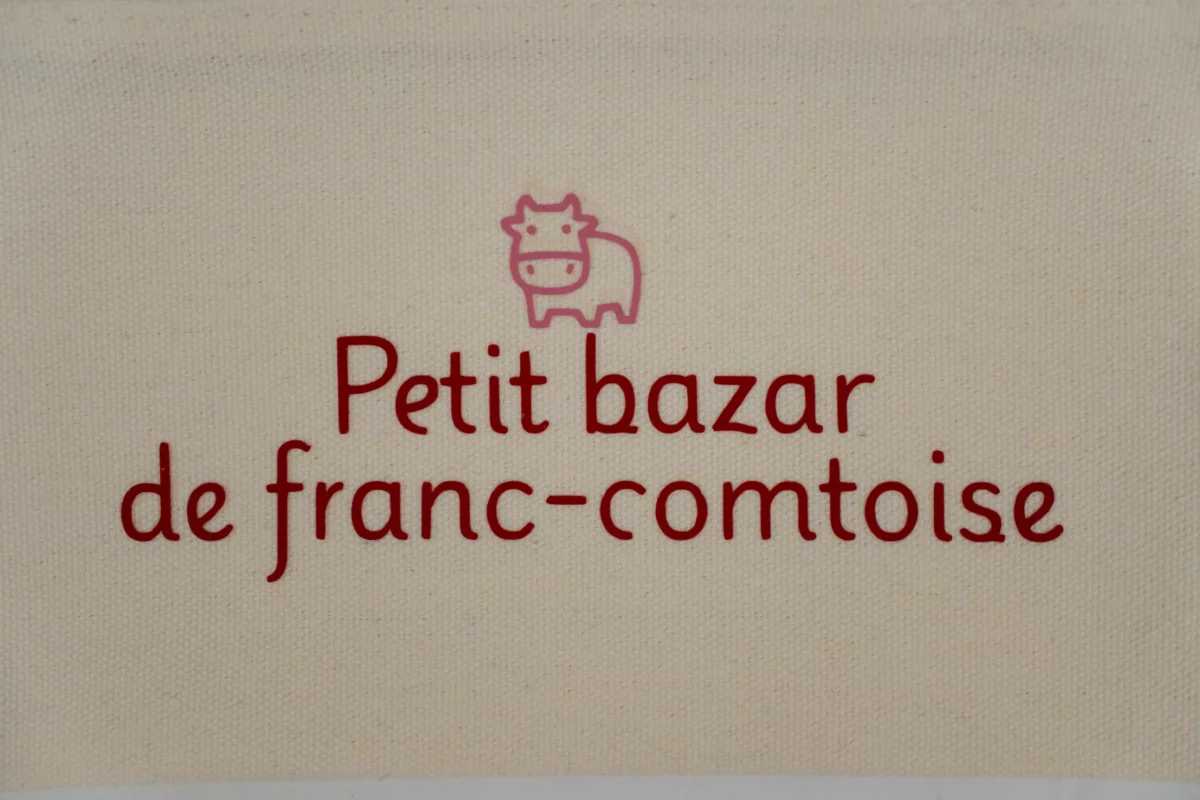 Petit bazar
de franc-comtoise